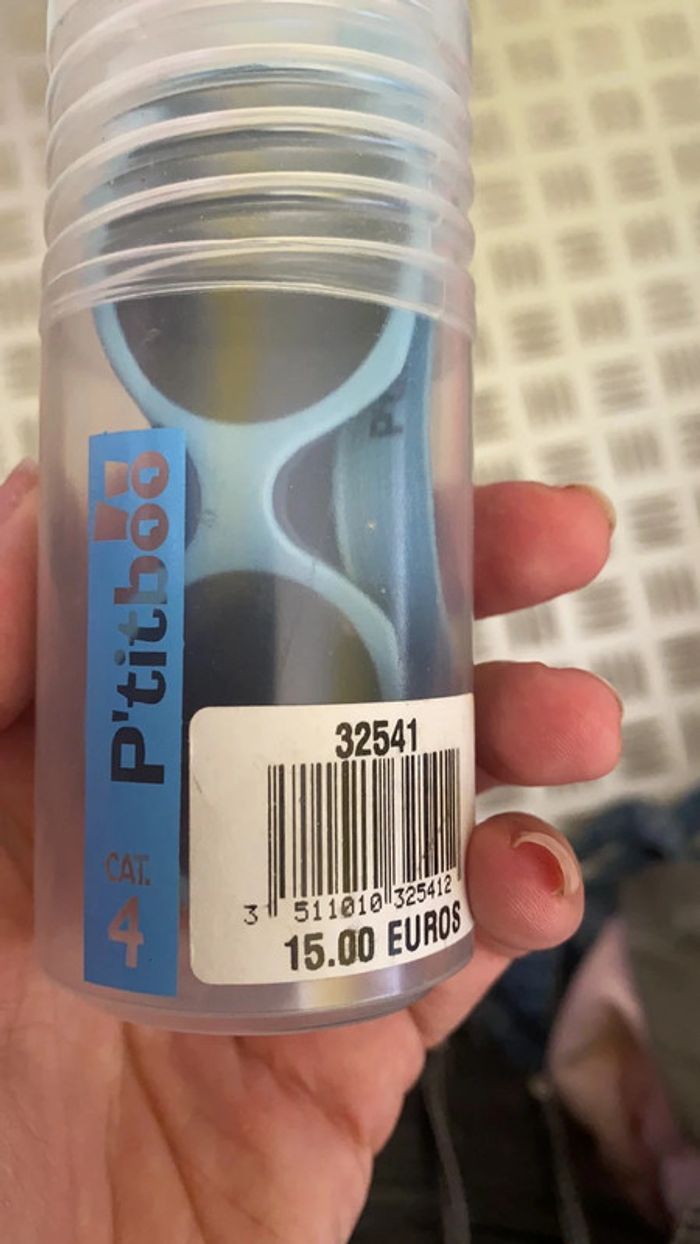 P'titboo
CAT.
4
32541
3 511010 325412
15.00 EUROS